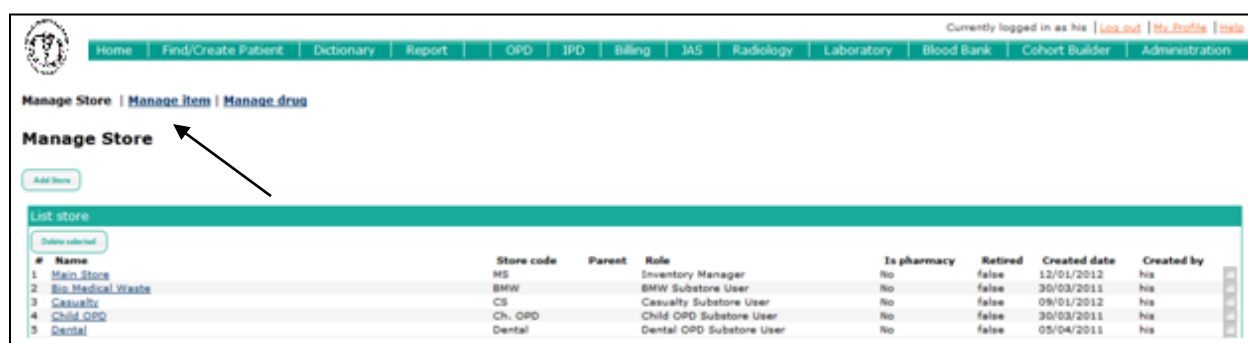 Currently logged in as his | Log out | My Profile | Help
Home | Find/Create Patient | Dictionary | Report | OPD | IPD | Billing | IAS | Radiology | Laboratory | Blood Bank | Cohort Builder | Administration
Manage Store | Manage item | Manage drug
Manage Store
Add Store
List store
Delete selected
# Name Store code Parent Role Is pharmacy Retired Created date Created by
1 Main Store MS Inventory Manager No false 12/01/2012 his
2 Bio Medical Waste BMW BMW Substore User No false 30/03/2011 his
3 Casualty CS Casualty Substore User No false 09/01/2012 his
4 Child OPD Ch. OPD Child OPD Substore User No false 30/03/2011 his
5 Dental Dental Dental OPD Substore User No false 05/04/2011 his